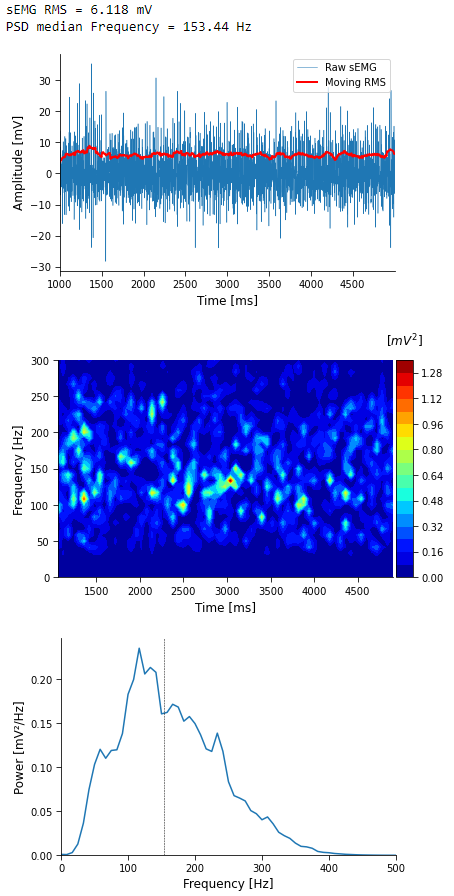 sEMG RMS = 6.118 mV
PSD median Frequency = 153.44 Hz
Raw sEMG
Moving RMS
Amplitude [mV]
30
20
10
0
−10
−20
−30
1000 1500 2000 2500 3000 3500 4000 4500
Time [ms]
[mV²]
Frequency [Hz]
300
250
200
150
100
50
0
1500 2000 2500 3000 3500 4000 4500
Time [ms]
1.28
1.12
0.96
0.80
0.64
0.48
0.32
0.16
0.00
Power [mV²/Hz]
0.20
0.15
0.10
0.05
0.00
0 100 200 300 400 500
Frequency [Hz]